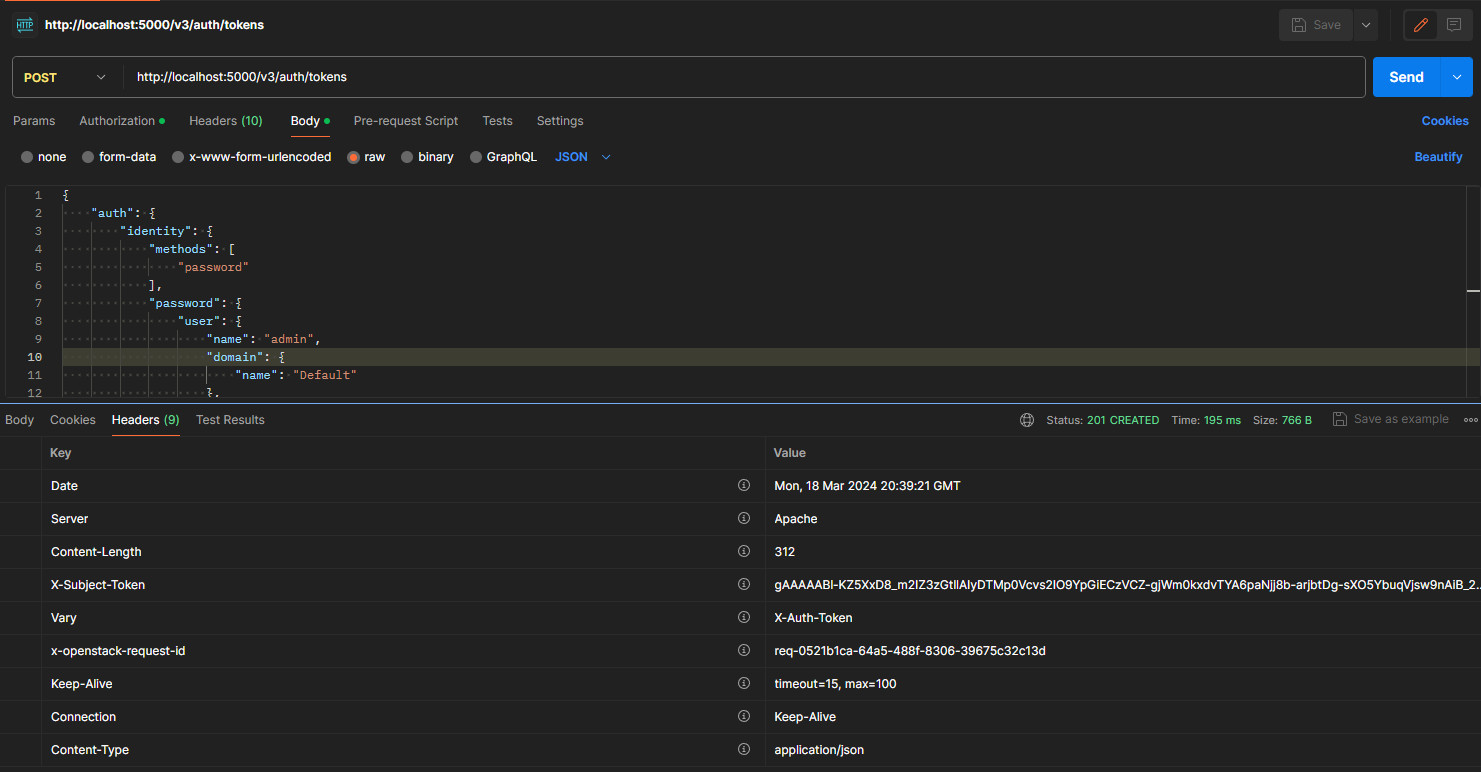 HTTP http://localhost:5000/v3/auth/tokens Save
POST http://localhost:5000/v3/auth/tokens Send
Params Authorization Headers (10) Body Pre-request Script Tests Settings Cookies
none form-data x-www-form-urlencoded raw binary GraphQL JSON Beautify
1 {
2 "auth": {
3 "identity": {
4 "methods": [
5 "password"
6 ],
7 "password": {
8 "user": {
9 "name": "admin",
10 "domain": {
11 "name": "Default"
12 },
Body Cookies Headers (9) Test Results Status: 201 CREATED Time: 195 ms Size: 766 B Save as example
Key Value
Date Mon, 18 Mar 2024 20:39:21 GMT
Server Apache
Content-Length 312
X-Subject-Token
Vary X-Auth-Token
x-openstack-request-id req-0521b1ca-64a5-488f-8306-39675c32c13d
Keep-Alive timeout=15, max=100
Connection Keep-Alive
Content-Type application/json